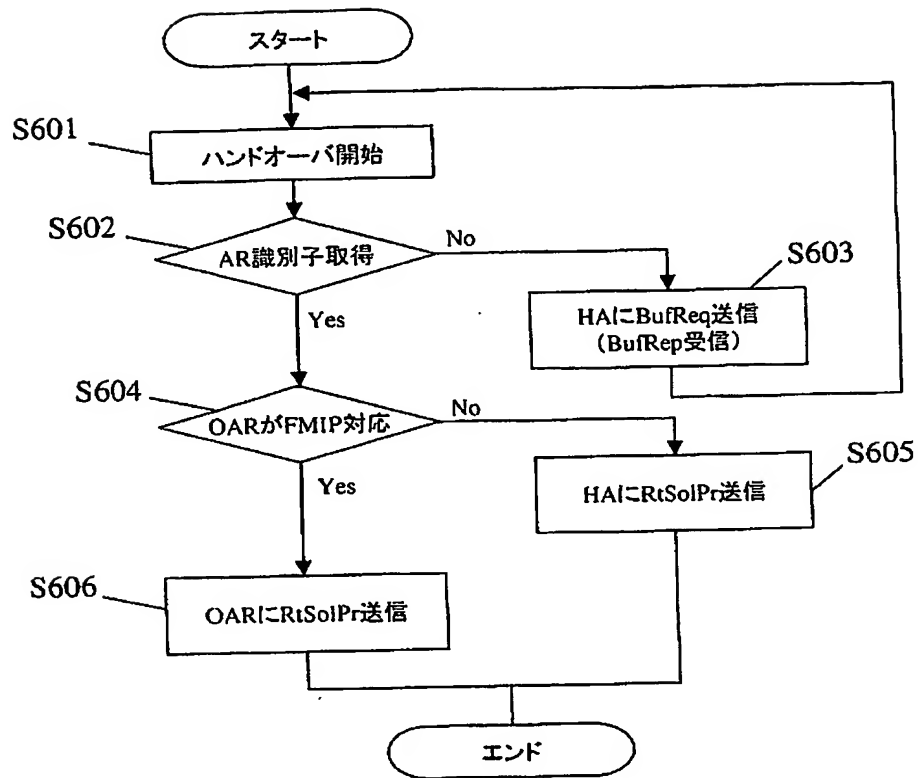 スタート
S601
ハンドオーバ開始
S602
AR識別子取得
No
S603
HAにBufReq送信
(BufRep受信)
Yes
S604
OARがFMIP対応
No
S605
HAにRtSolPr送信
Yes
S606
OARにRtSolPr送信
エンド